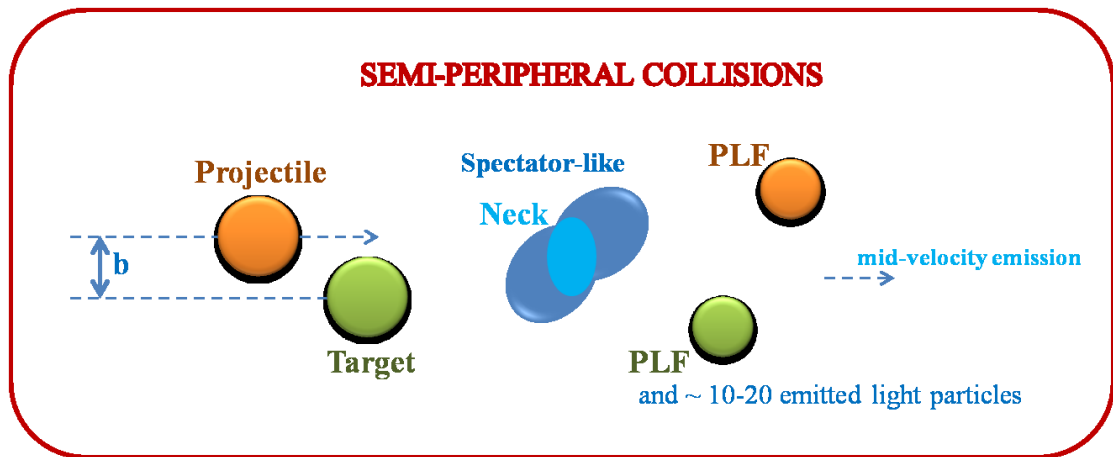 SEMI-PERIPHERAL COLLISIONS
Projectile
b
Target
Spectator-like
Neck
PLF
mid-velocity emission
PLF
and ~ 10-20 emitted light particles